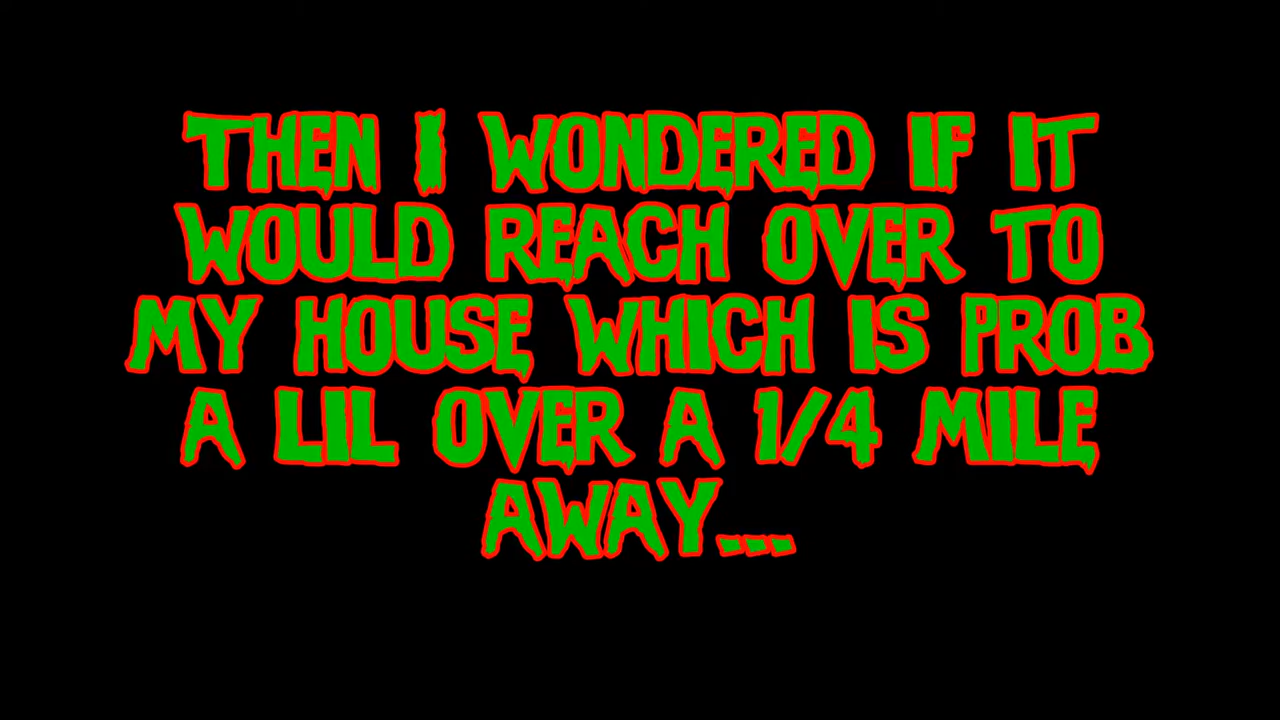 THEN I WONDERED IF IT
WOULD REACH OVER TO
MY HOUSE WHICH IS PROB
A LIL OVER A 1/4 MILE
AWAY...